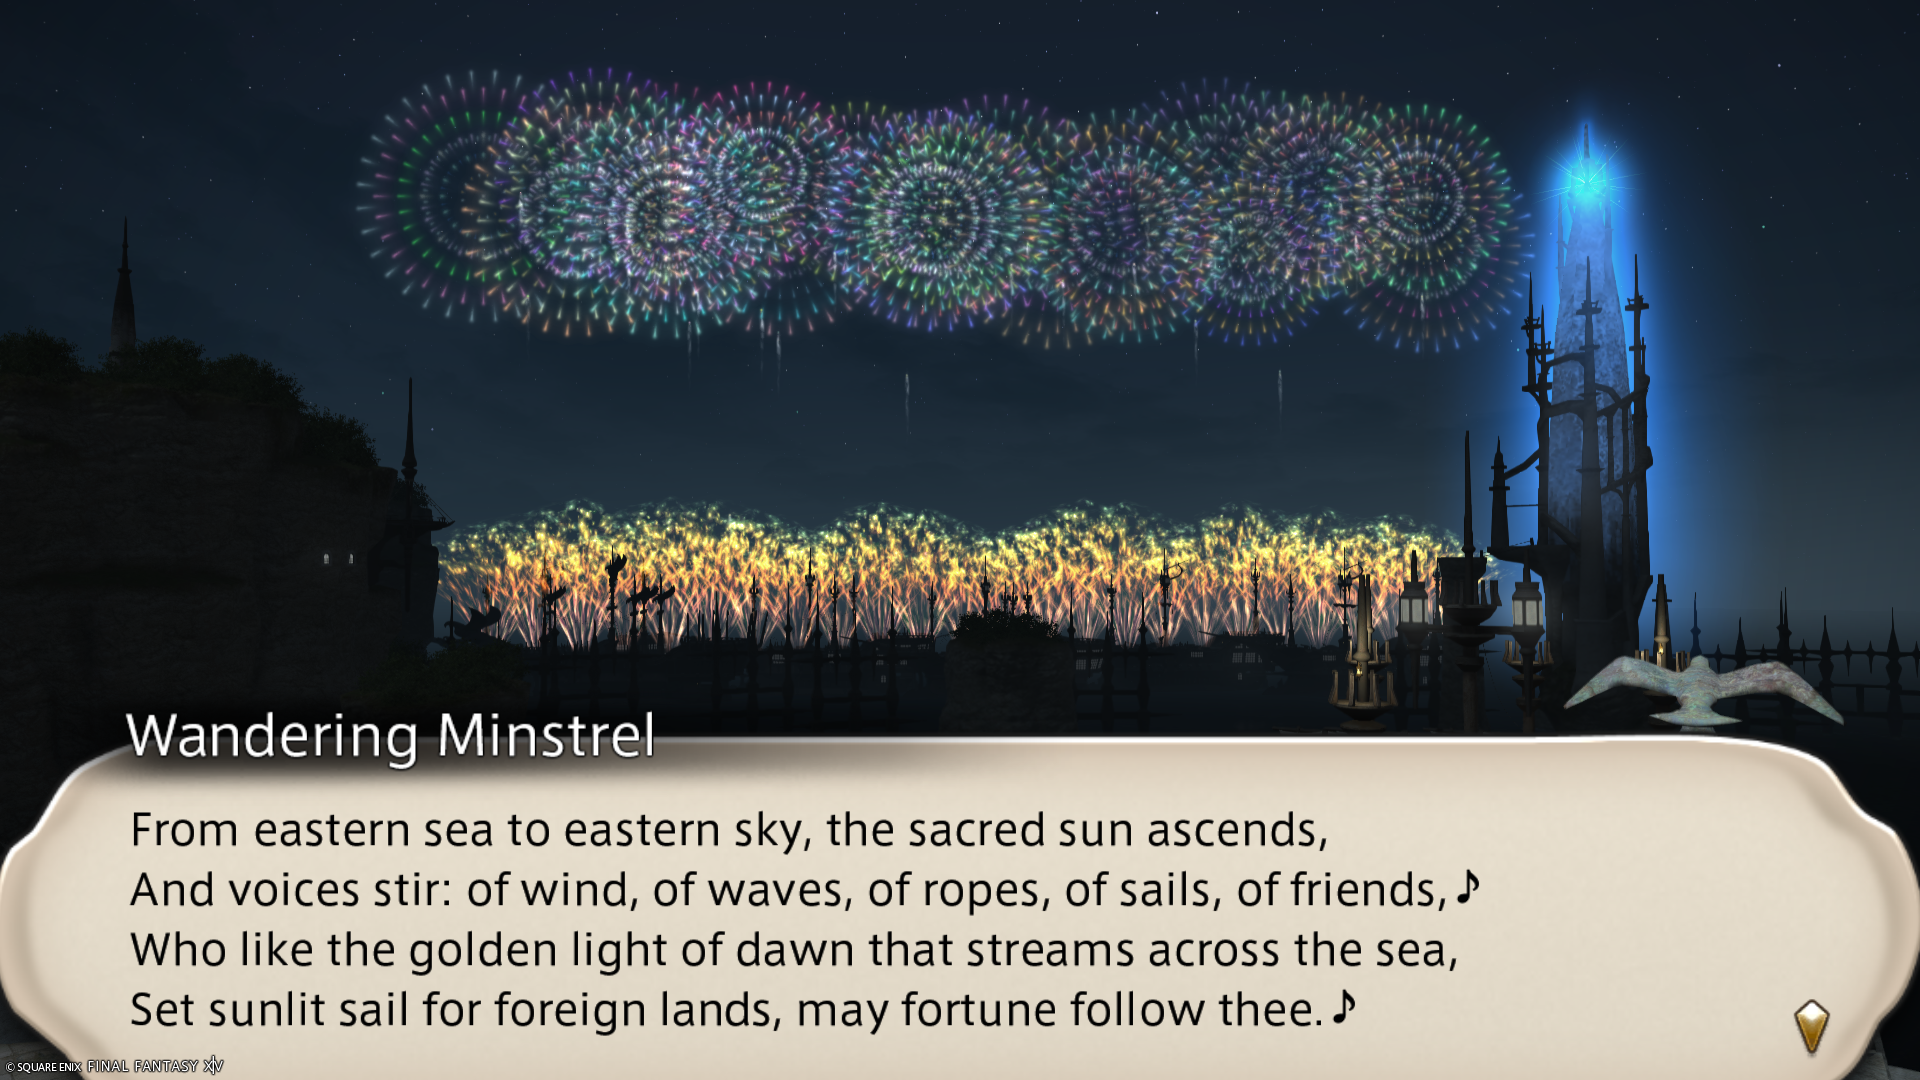 Wandering Minstrel
From eastern sea to eastern sky, the sacred sun ascends,
And voices stir: of wind, of waves, of ropes, of sails, of friends,♪
Who like the golden light of dawn that streams across the sea,
Set sunlit sail for foreign lands, may fortune follow thee.♪
© SQUARE ENIX FINAL FANTASY XIV